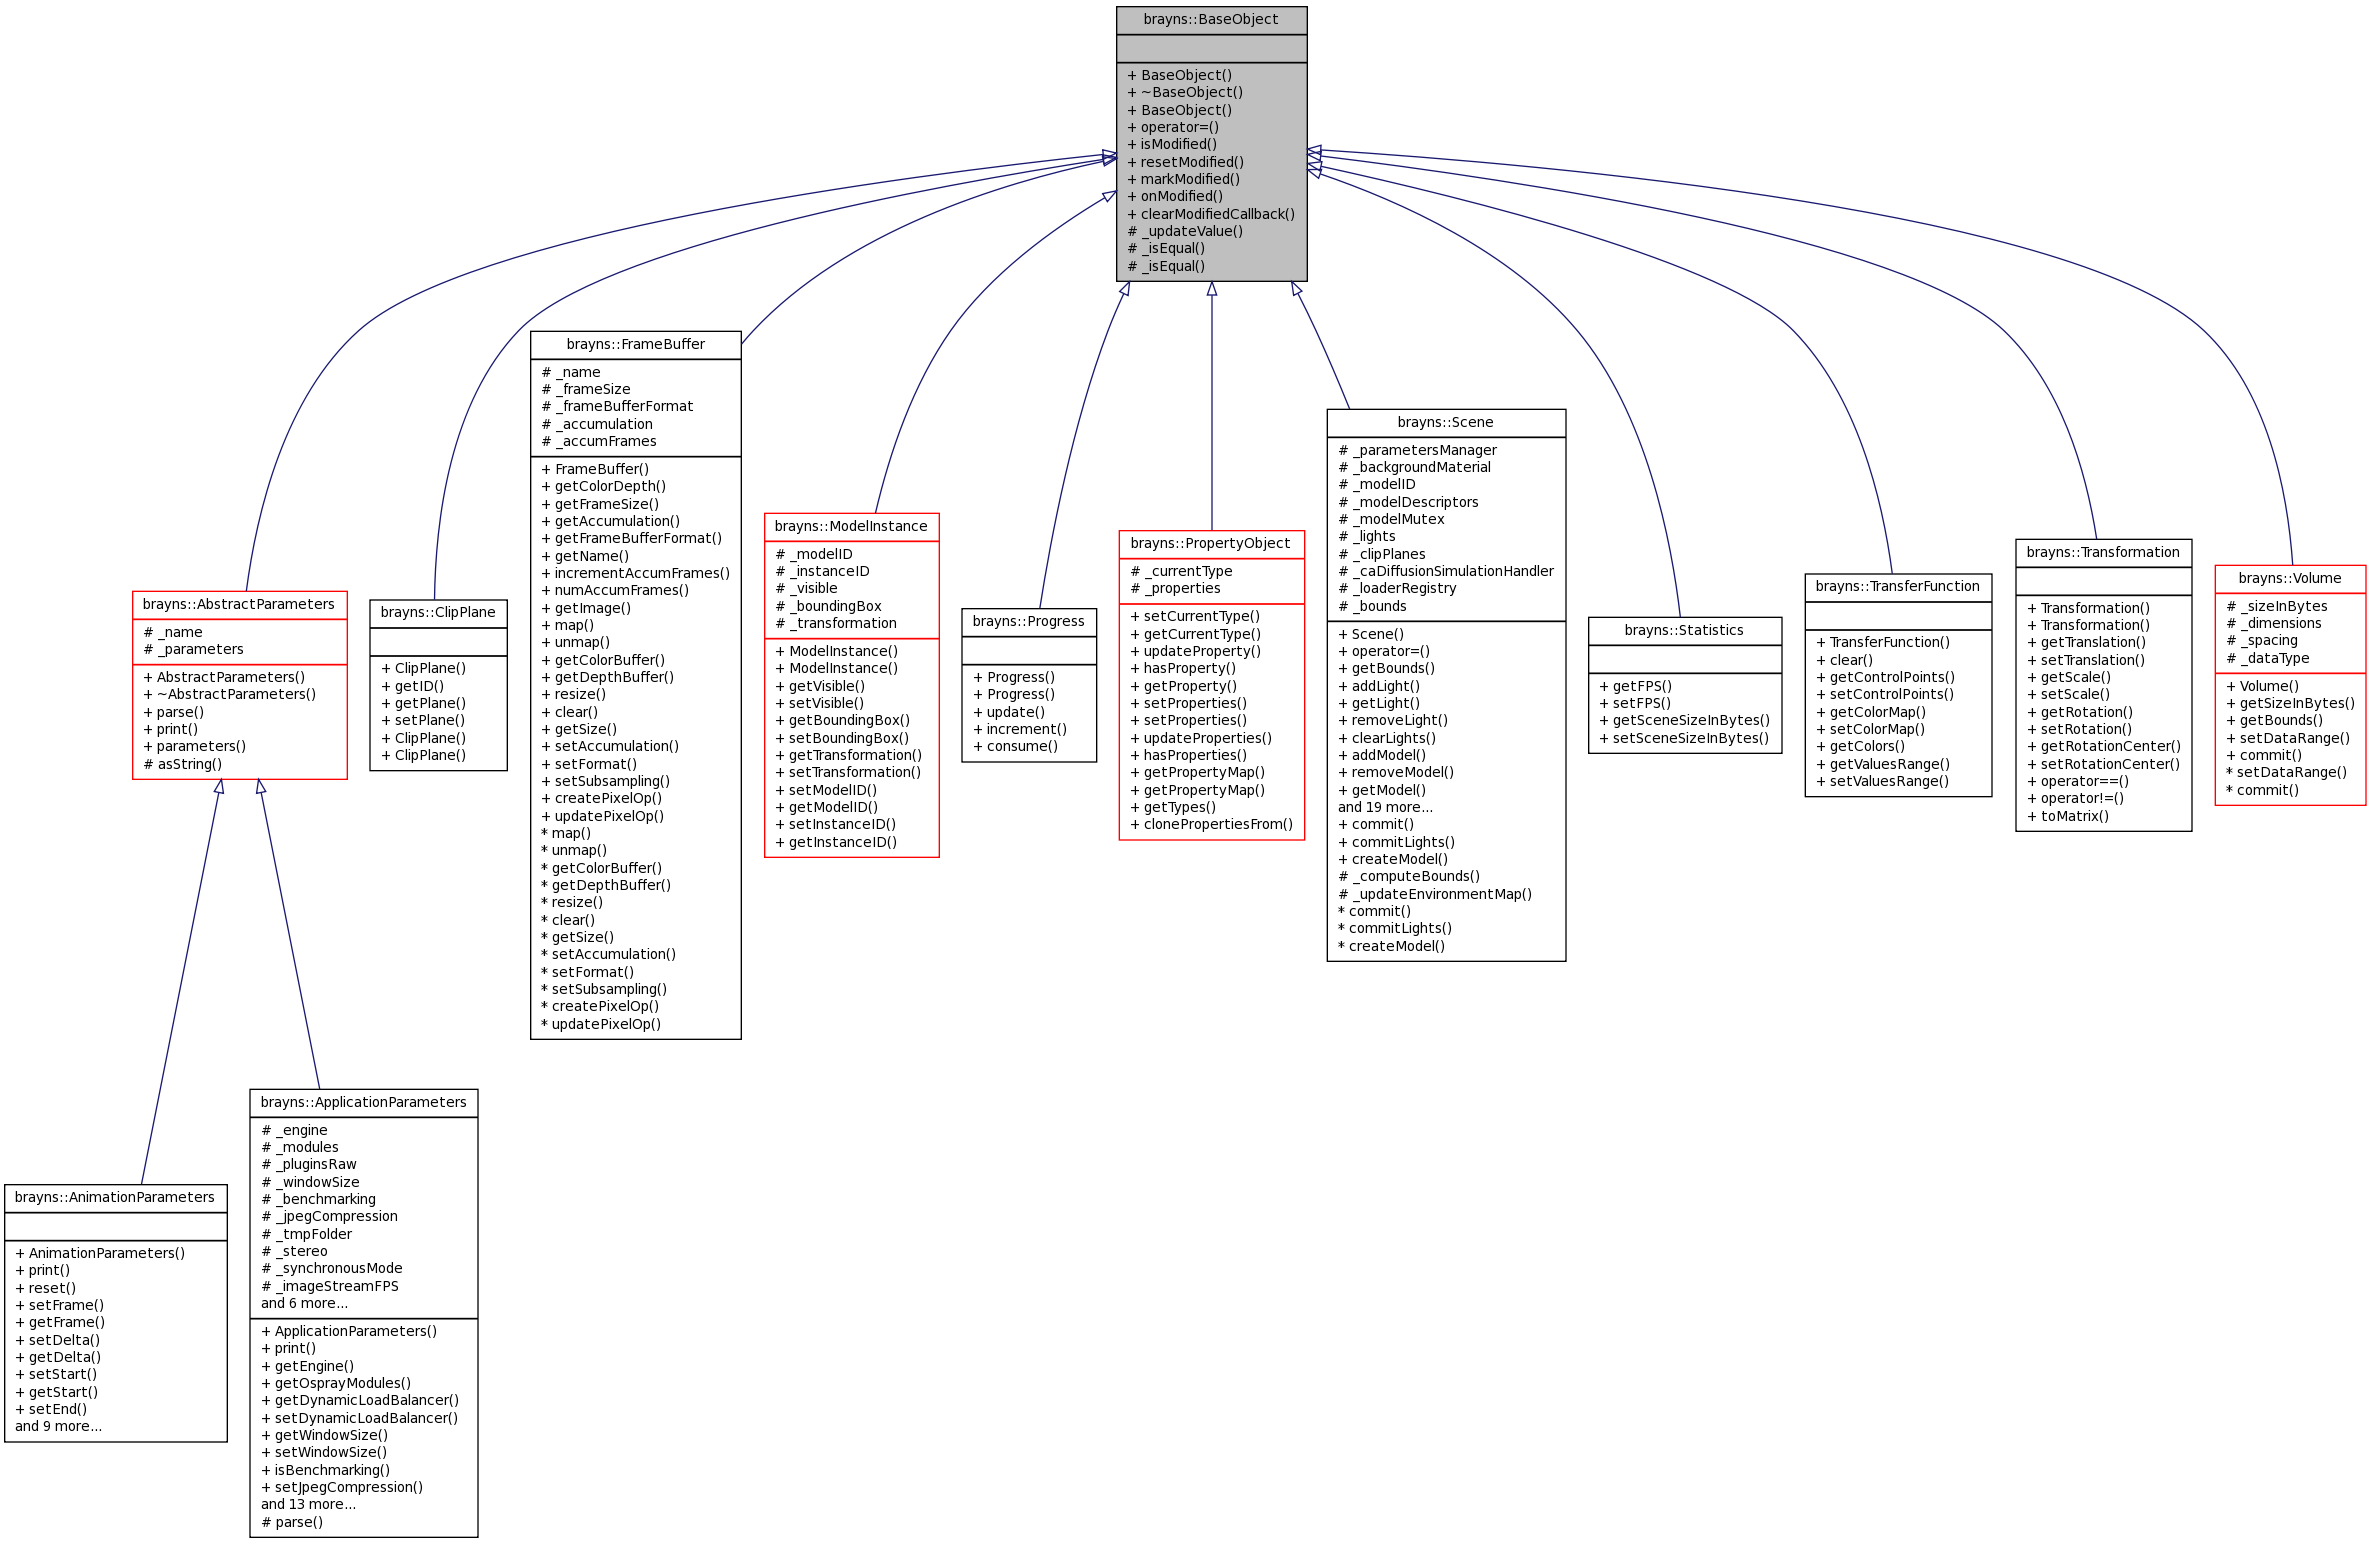 brayns::BaseObject
+ BaseObject()
+ ~BaseObject()
+ BaseObject()
+ operator=()
+ isModified()
+ resetModified()
+ markModified()
+ onModified()
+ clearModifiedCallback()
# _updateValue()
# _isEqual()
# _isEqual()
brayns::AbstractParameters
# _name
# _parameters
+ AbstractParameters()
+ ~AbstractParameters()
+ parse()
+ print()
+ parameters()
# asString()
brayns::ClipPlane
+ ClipPlane()
+ getID()
+ getPlane()
+ setPlane()
+ ClipPlane()
+ ClipPlane()
brayns::FrameBuffer
# _name
# _frameSize
# _frameBufferFormat
# _accumulation
# _accumFrames
+ FrameBuffer()
+ getColorDepth()
+ getFrameSize()
+ getAccumulation()
+ getFrameBufferFormat()
+ getName()
+ incrementAccumFrames()
+ numAccumFrames()
+ getImage()
+ map()
+ unmap()
+ getColorBuffer()
+ getDepthBuffer()
+ resize()
+ clear()
+ getSize()
+ setAccumulation()
+ setFormat()
+ setSubsampling()
+ createPixelOp()
+ updatePixelOp()
* map()
* unmap()
* getColorBuffer()
* getDepthBuffer()
* resize()
* clear()
* getSize()
* setAccumulation()
* setFormat()
* setSubsampling()
* createPixelOp()
* updatePixelOp()
brayns::ModelInstance
# _modelID
# _instanceID
# _visible
# _boundingBox
# _transformation
+ ModelInstance()
+ ModelInstance()
+ getVisible()
+ setVisible()
+ getBoundingBox()
+ setBoundingBox()
+ getTransformation()
+ setTransformation()
+ setModelID()
+ getModelID()
+ setInstanceID()
+ getInstanceID()
brayns::Progress
+ Progress()
+ Progress()
+ update()
+ increment()
+ consume()
brayns::PropertyObject
# _currentType
# _properties
+ setCurrentType()
+ getCurrentType()
+ updateProperty()
+ hasProperty()
+ getProperty()
+ setProperties()
+ setProperties()
+ updateProperties()
+ hasProperties()
+ getPropertyMap()
+ getPropertyMap()
+ getTypes()
+ clonePropertiesFrom()
brayns::Scene
# _parametersManager
# _backgroundMaterial
# _modelID
# _modelDescriptors
# _modelMutex
# _lights
# _clipPlanes
# _caDiffusionSimulationHandler
# _loaderRegistry
# _bounds
+ Scene()
+ operator=()
+ getBounds()
+ addLight()
+ getLight()
+ removeLight()
+ clearLights()
+ addModel()
+ removeModel()
+ getModel()
and 19 more...
+ commit()
+ commitLights()
+ createModel()
# _computeBounds()
# _updateEnvironmentMap()
* commit()
* commitLights()
* createModel()
brayns::Statistics
+ getFPS()
+ setFPS()
+ getSceneSizeInBytes()
+ setSceneSizeInBytes()
brayns::TransferFunction
+ TransferFunction()
+ clear()
+ getControlPoints()
+ setControlPoints()
+ getColorMap()
+ setColorMap()
+ getColors()
+ getValuesRange()
+ setValuesRange()
brayns::Transformation
+ Transformation()
+ Transformation()
+ getTranslation()
+ setTranslation()
+ getScale()
+ setScale()
+ getRotation()
+ setRotation()
+ getRotationCenter()
+ setRotationCenter()
+ operator==()
+ operator!=()
+ toMatrix()
brayns::Volume
# _sizeInBytes
# _dimensions
# _spacing
# _dataType
+ Volume()
+ getSizeInBytes()
+ getBounds()
+ setDataRange()
+ commit()
* setDataRange()
* commit()
brayns::AnimationParameters
+ AnimationParameters()
+ print()
+ reset()
+ setFrame()
+ getFrame()
+ setDelta()
+ getDelta()
+ setStart()
+ getStart()
+ setEnd()
and 9 more...
brayns::ApplicationParameters
# _engine
# _modules
# _pluginsRaw
# _windowSize
# _benchmarking
# _jpegCompression
# _tmpFolder
# _stereo
# _synchronousMode
# _imageStreamFPS
and 6 more...
+ ApplicationParameters()
+ print()
+ getEngine()
+ getOsprayModules()
+ getDynamicLoadBalancer()
+ setDynamicLoadBalancer()
+ getWindowSize()
+ setWindowSize()
+ isBenchmarking()
+ setJpegCompression()
and 13 more...
# parse()